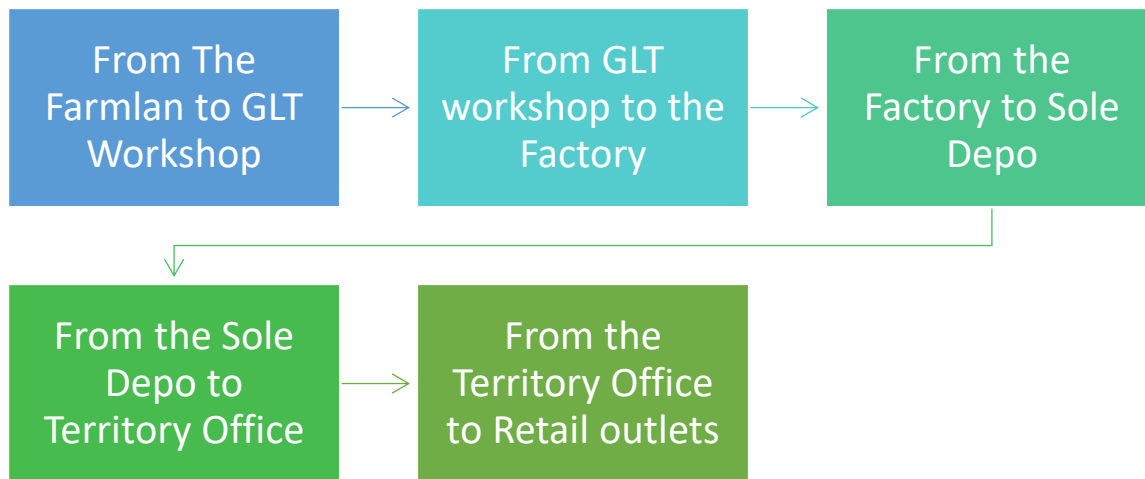 From The
Farmlan to GLT
Workshop
From GLT
workshop to the
Factory
From the
Factory to Sole
Depo
From the Sole
Depo to
Territory Office
From the
Territory Office
to Retail outlets